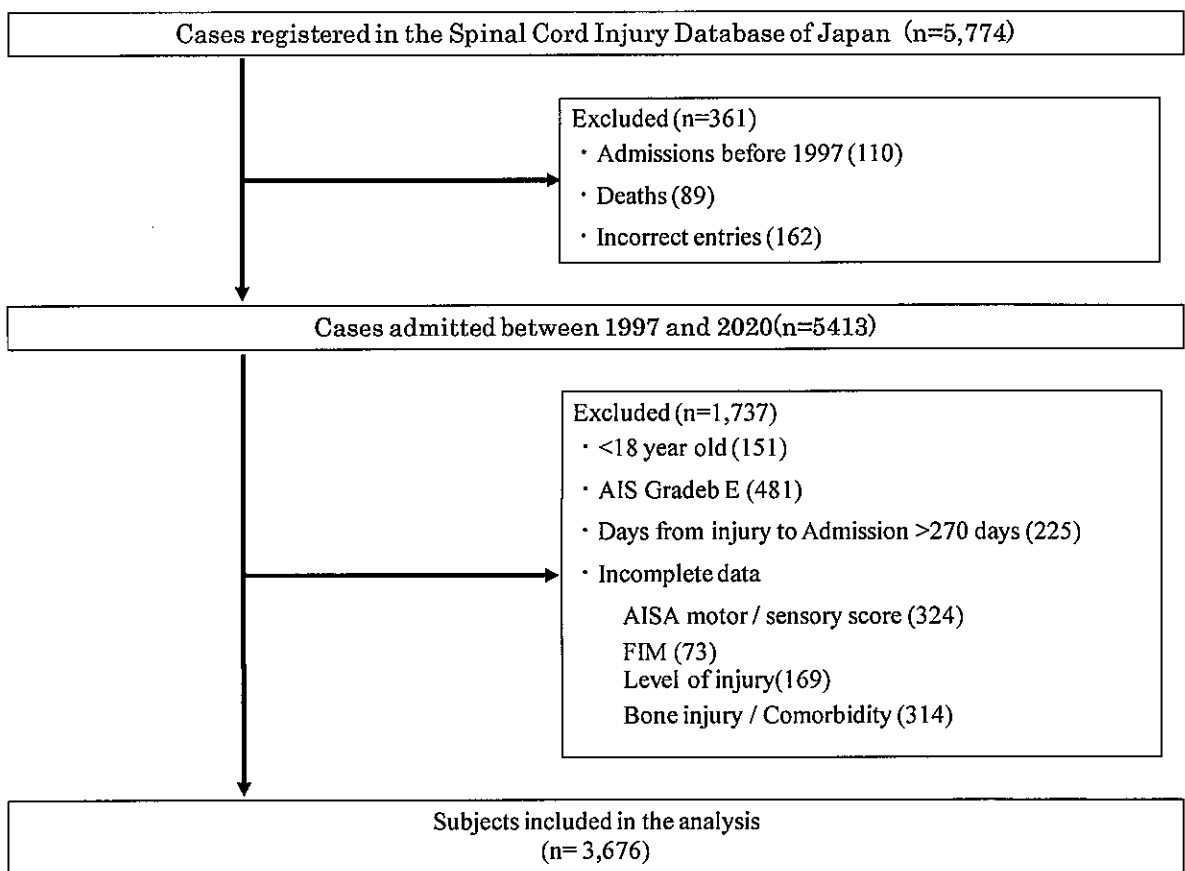 Cases registered in the Spinal Cord Injury Database of Japan (n=5,774)
Excluded (n=361)
・Admissions before 1997 (110)
・Deaths (89)
・Incorrect entries (162)
Cases admitted between 1997 and 2020(n=5413)
Excluded (n=1,737)
・<18 year old (151)
・AIS Gradeb E (481)
・Days from injury to Admission >270 days (225)
・Incomplete data
AISA motor / sensory score (324)
FIM (73)
Level of injury(169)
Bone injury / Comorbidity (314)
Subjects included in the analysis
(n= 3,676)